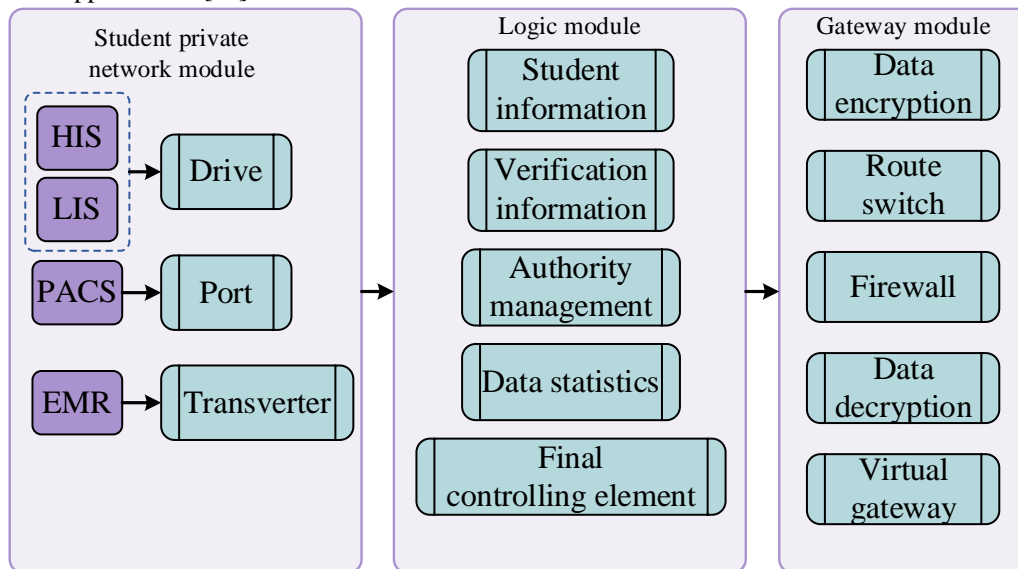 Student private
network module
HIS
LIS
Drive
PACS
Port
EMR
Transverter
Logic module
Student
information
Verification
information
Authority
management
Data statistics
Final
controlling element
Gateway module
Data
encryption
Route
switch
Firewall
Data
decryption
Virtual
gateway